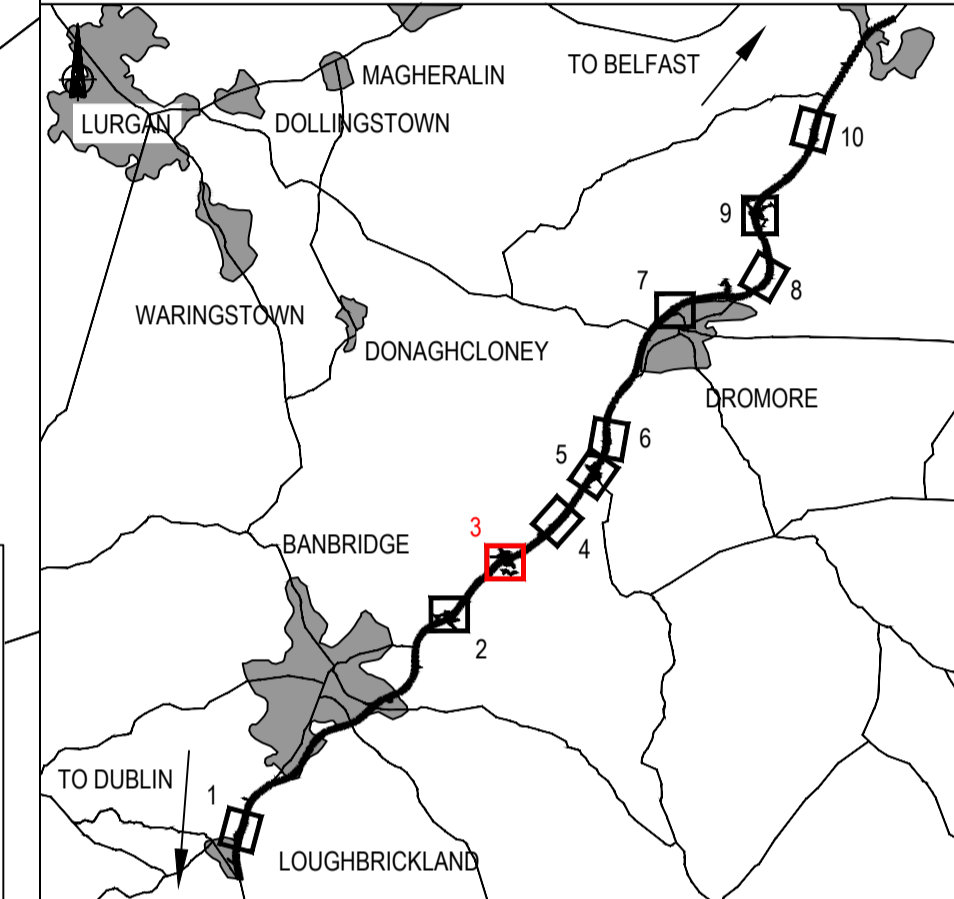 TO BELFAST
MAGHERALIN
LURGAN
DOLLINGSTOWN
10
9
7
8
WARINGSTOWN
DONAGHCLONEY
DROMORE
6
5
3
4
BANBRIDGE
2
TO DUBLIN
1
LOUGHBRICKLAND